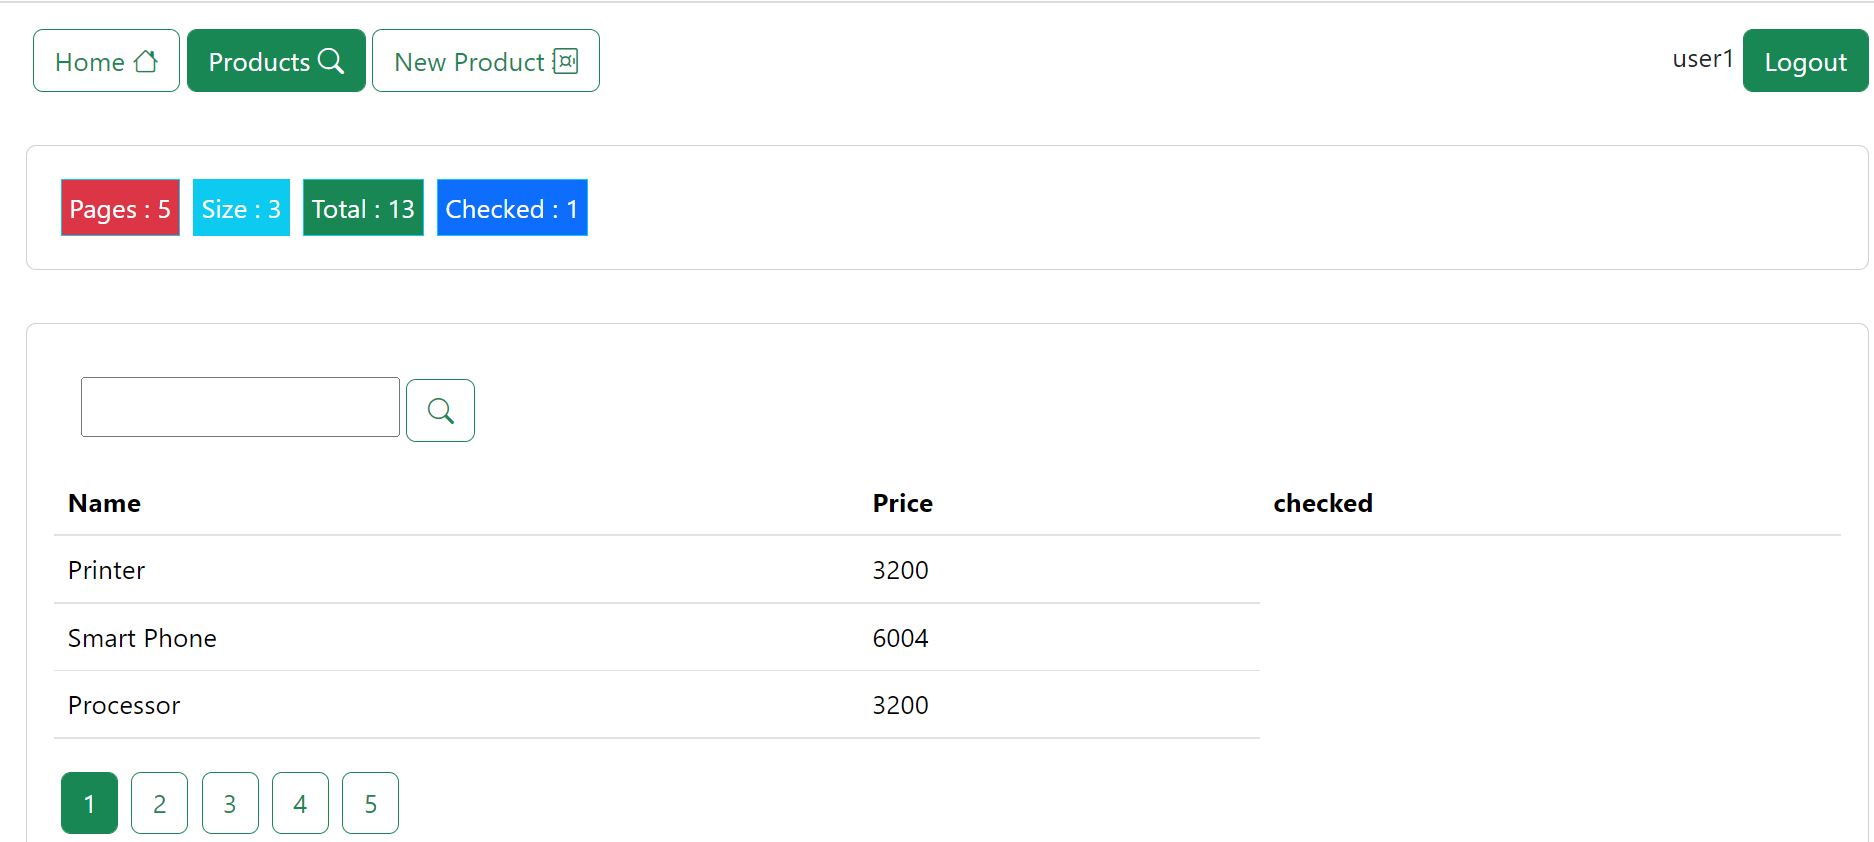 Home Products New Product user1 Logout
Pages : 5 Size : 3 Total : 13 Checked : 1
Name Price checked
Printer 3200
Smart Phone 6004
Processor 3200
1 2 3 4 5